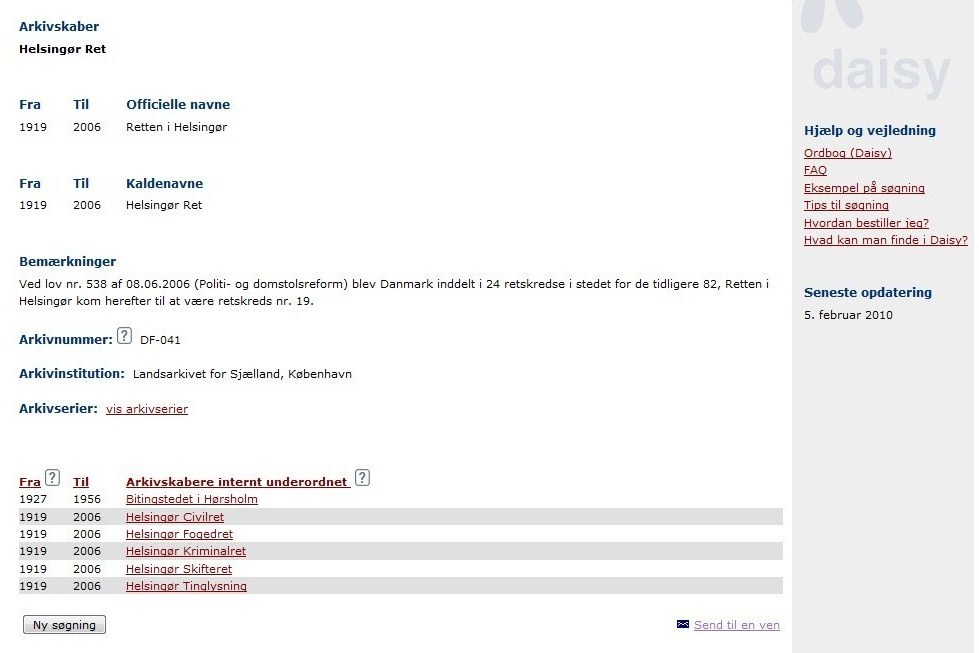 Arkivskaber
Helsingør Ret
Fra Til Officielle navne
1919 2006 Retten i Helsingør
Fra Til Kaldenavne
1919 2006 Helsingør Ret
Bemærkninger
Ved lov nr. 538 af 08.06.2006 (Politi- og domstolsreform) blev Danmark inddelt i 24 retskredse i stedet for de tidligere 82, Retten i
Helsingør kom herefter til at være retskreds nr. 19.
Arkivnummer: ? DF-041
Arkivinstitution: Landsarkivet for Sjælland, København
Arkivserier: vis arkivserier
Fra ? Til Arkivskabere internt underordnet ?
1927 1956 Bitingstedet i Hørsholm
1919 2006 Helsingør Civilret
1919 2006 Helsingør Fogedret
1919 2006 Helsingør Kriminalret
1919 2006 Helsingør Skifteret
1919 2006 Helsingør Tinglysning
Ny søgning
Send til en ven
daisy
Hjælp og vejledning
Ordbog (Daisy)
FAQ
Eksempel på søgning
Tips til søgning
Hvordan bestiller jeg?
Hvad kan man finde i Daisy?
Seneste opdatering
5. februar 2010